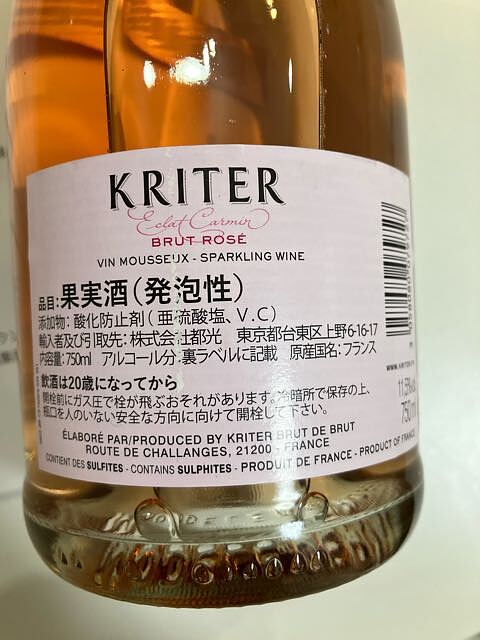 KRITER
Éclat Carmin
BRUT ROSÉ
VIN MOUSSEUX - SPARKLING WINE
品目:果実酒(発泡性)
添加物:酸化防止剤(亜硫酸塩、V.C)
輸入者及び引取先:株式会社都光 東京都台東区上野6-16-17
内容量:750ml アルコール分:裏ラベルに記載 原産国名:フランス
飲酒は20歳になってから
開栓前にガス圧で栓が飛ぶおそれがあります。冷暗所で保存の上、
瓶口を人のいない安全な方向に向けて開栓して下さい。
ÉLABORÉ PAR/PRODUCED BY KRITER BRUT DE BRUT
ROUTE DE CHALLANGES, 21200 - FRANCE
CONTIENT DES SULFITES - CONTAINS SULPHITES - PRODUIT DE FRANCE - PRODUCT OF FRANCE
11,5%
750m